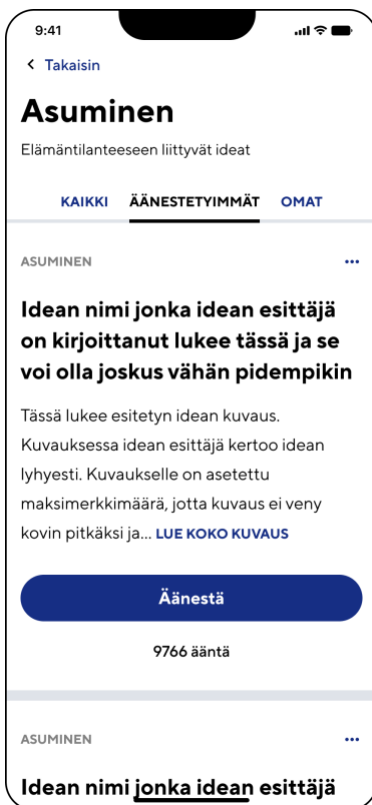 9:41
Takaisin
Asuminen
Elämäntilanteeseen liittyvät ideat
KAIKKI ÄÄNESTETYIMMÄT OMAT
ASUMINEN
Idean nimi jonka idean esittäjä
on kirjoittanut lukee tässä ja se
voi olla joskus vähän pidempikin
Tässä lukee esitetyn idean kuvaus.
Kuvauksessa idean esittäjä kertoo idean
lyhyesti. Kuvaukselle on asetettu
maksimerkkimäärä, jotta kuvaus ei veny
kovin pitkäksi ja... LUE KOKO KUVAUS
Äänestä
9766 ääntä
ASUMINEN
Idean nimi jonka idean esittäjä